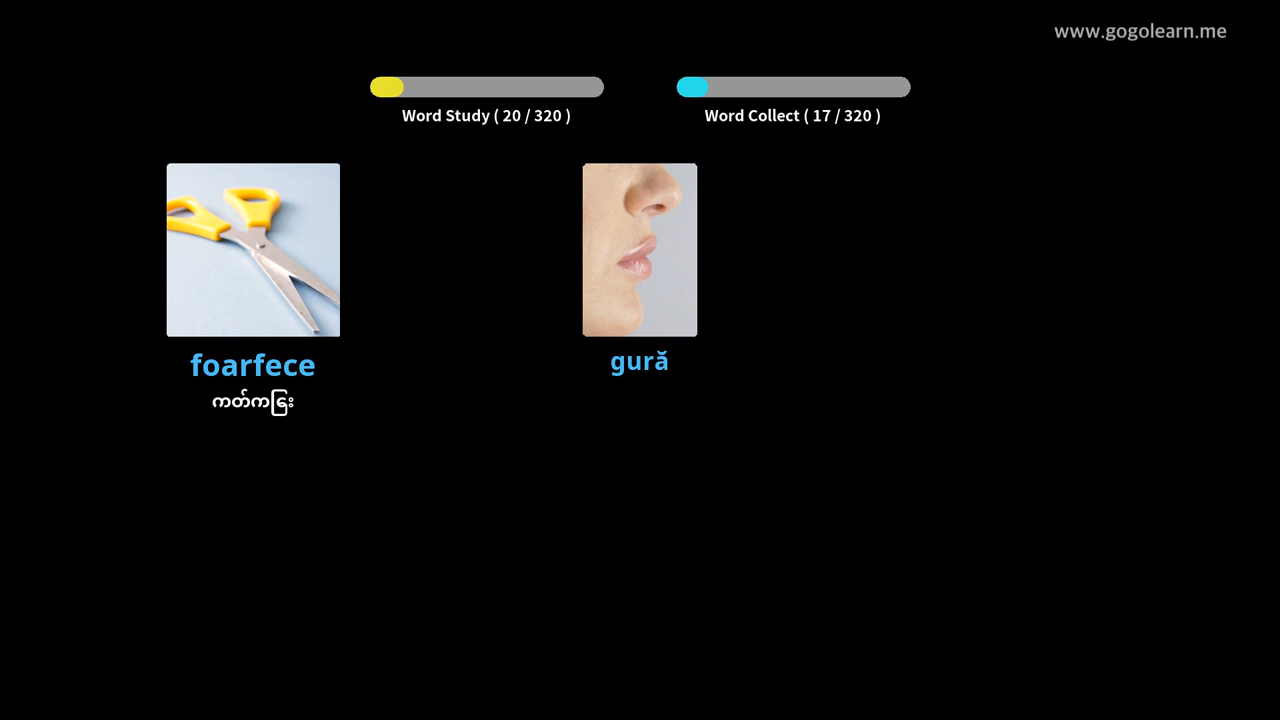 www.gogolearn.me
Word Study ( 20 / 320 )
Word Collect ( 17 / 320 )
foarfece
ကတ်ကြေး
gură